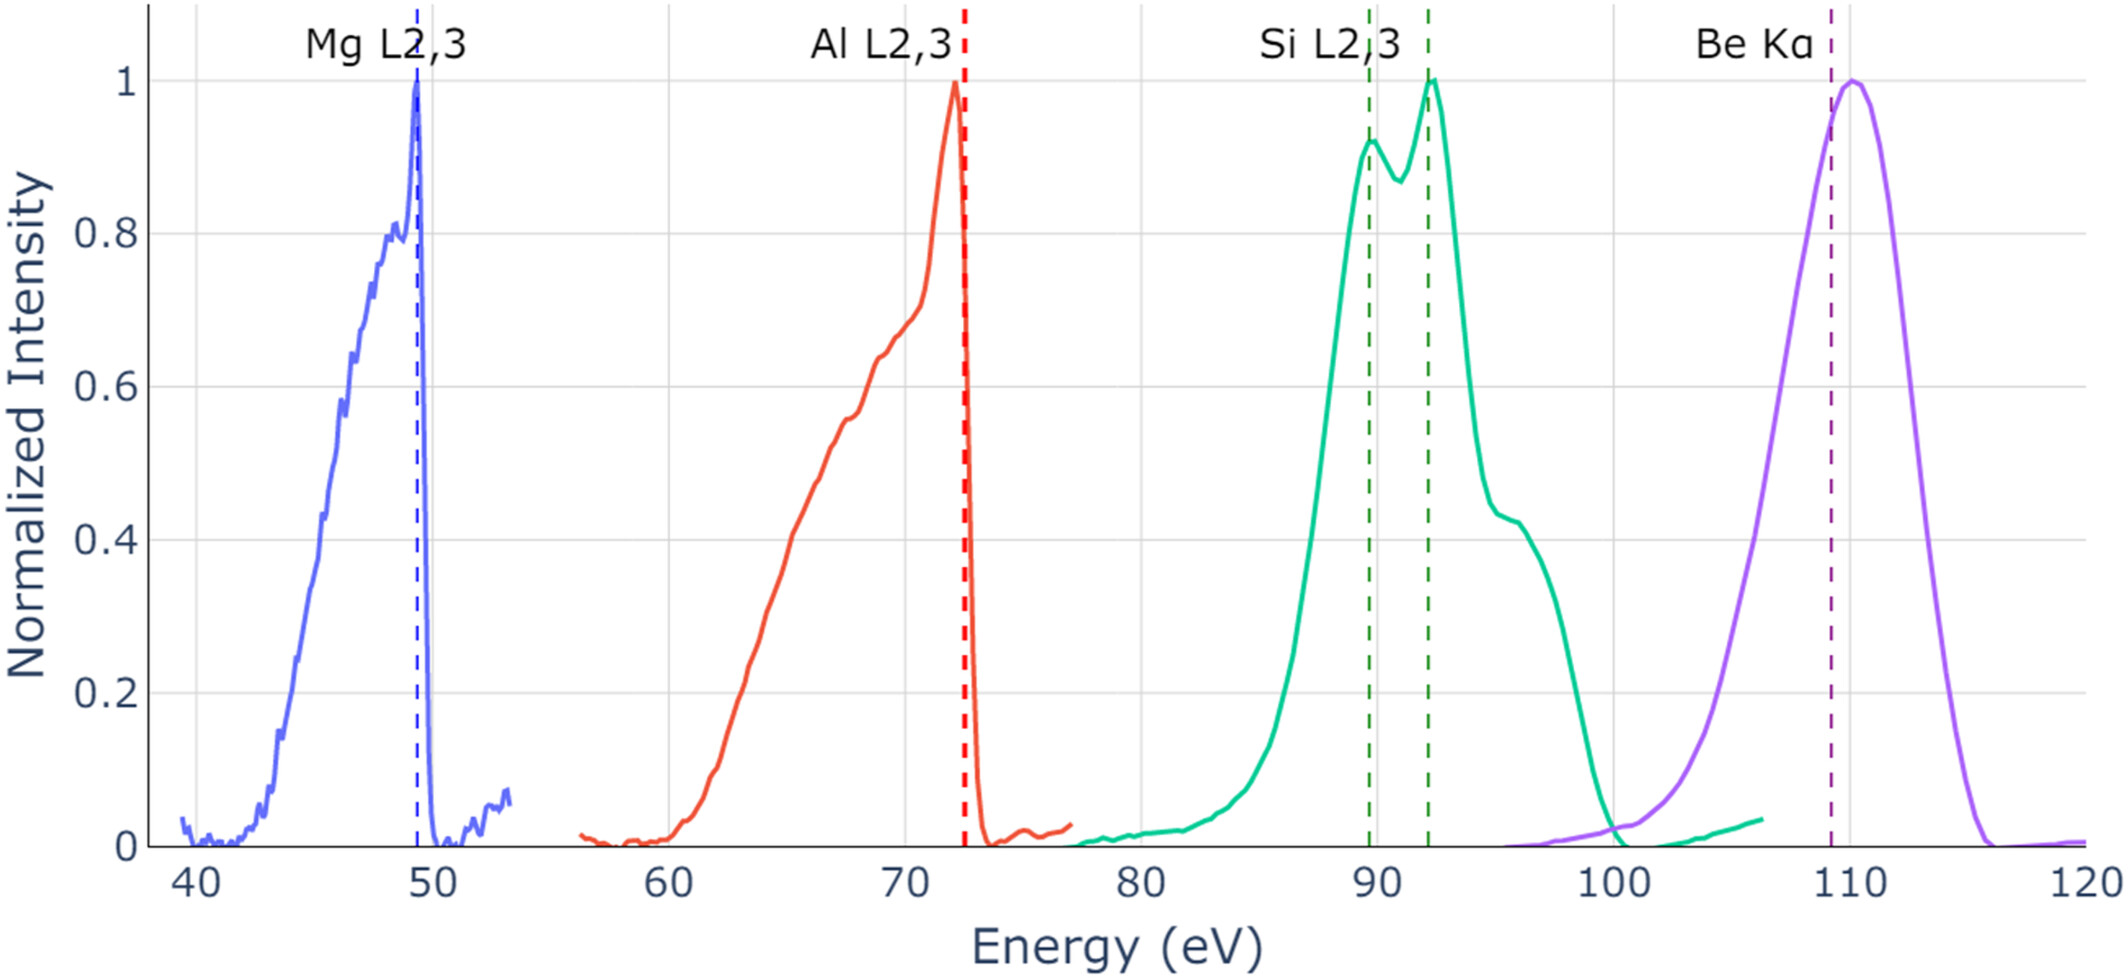 Mg L2,3
Al L2,3
Si L2,3
Be Kα
1
0.8
0.6
0.4
0.2
0
Normalized Intensity
40 50 60 70 80 90 100 110 120
Energy (eV)